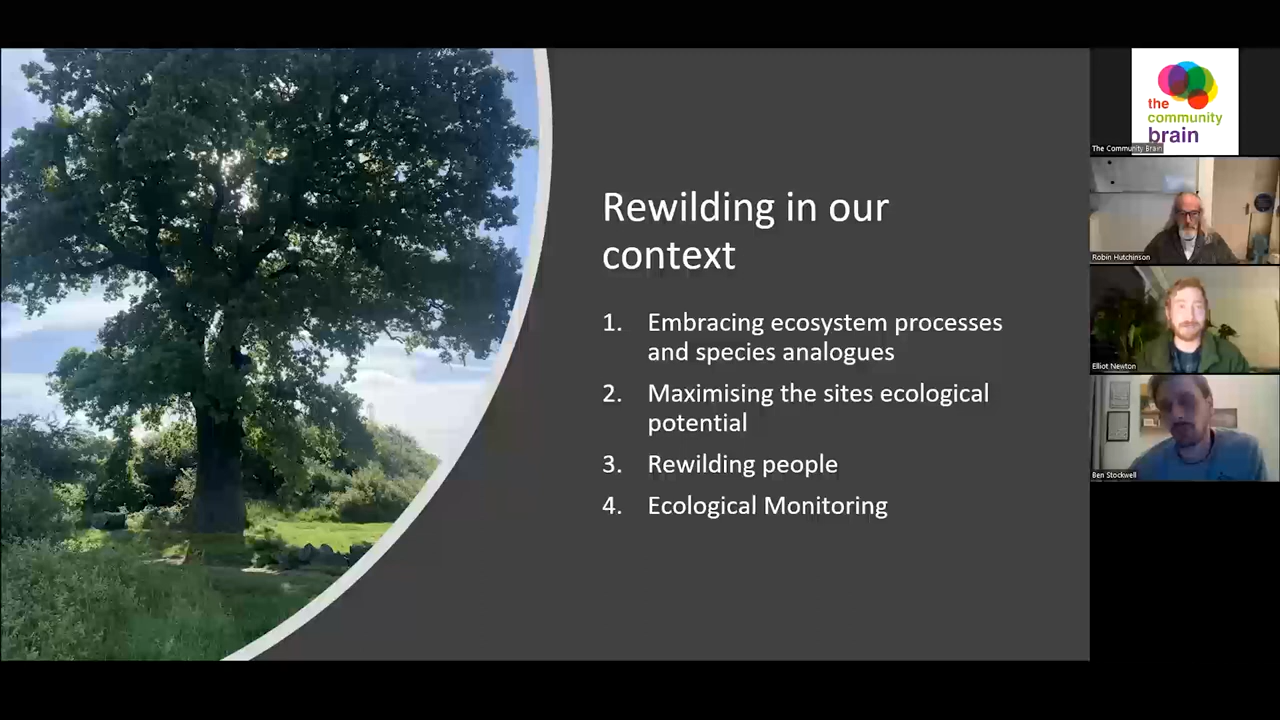 Rewilding in our
context
1. Embracing ecosystem processes
and species analogues
2. Maximising the sites ecological
potential
3. Rewilding people
4. Ecological Monitoring
the
community
brain
The Community Brain
Robin Hutchinson
Elliot Newton
Ben Stockwell